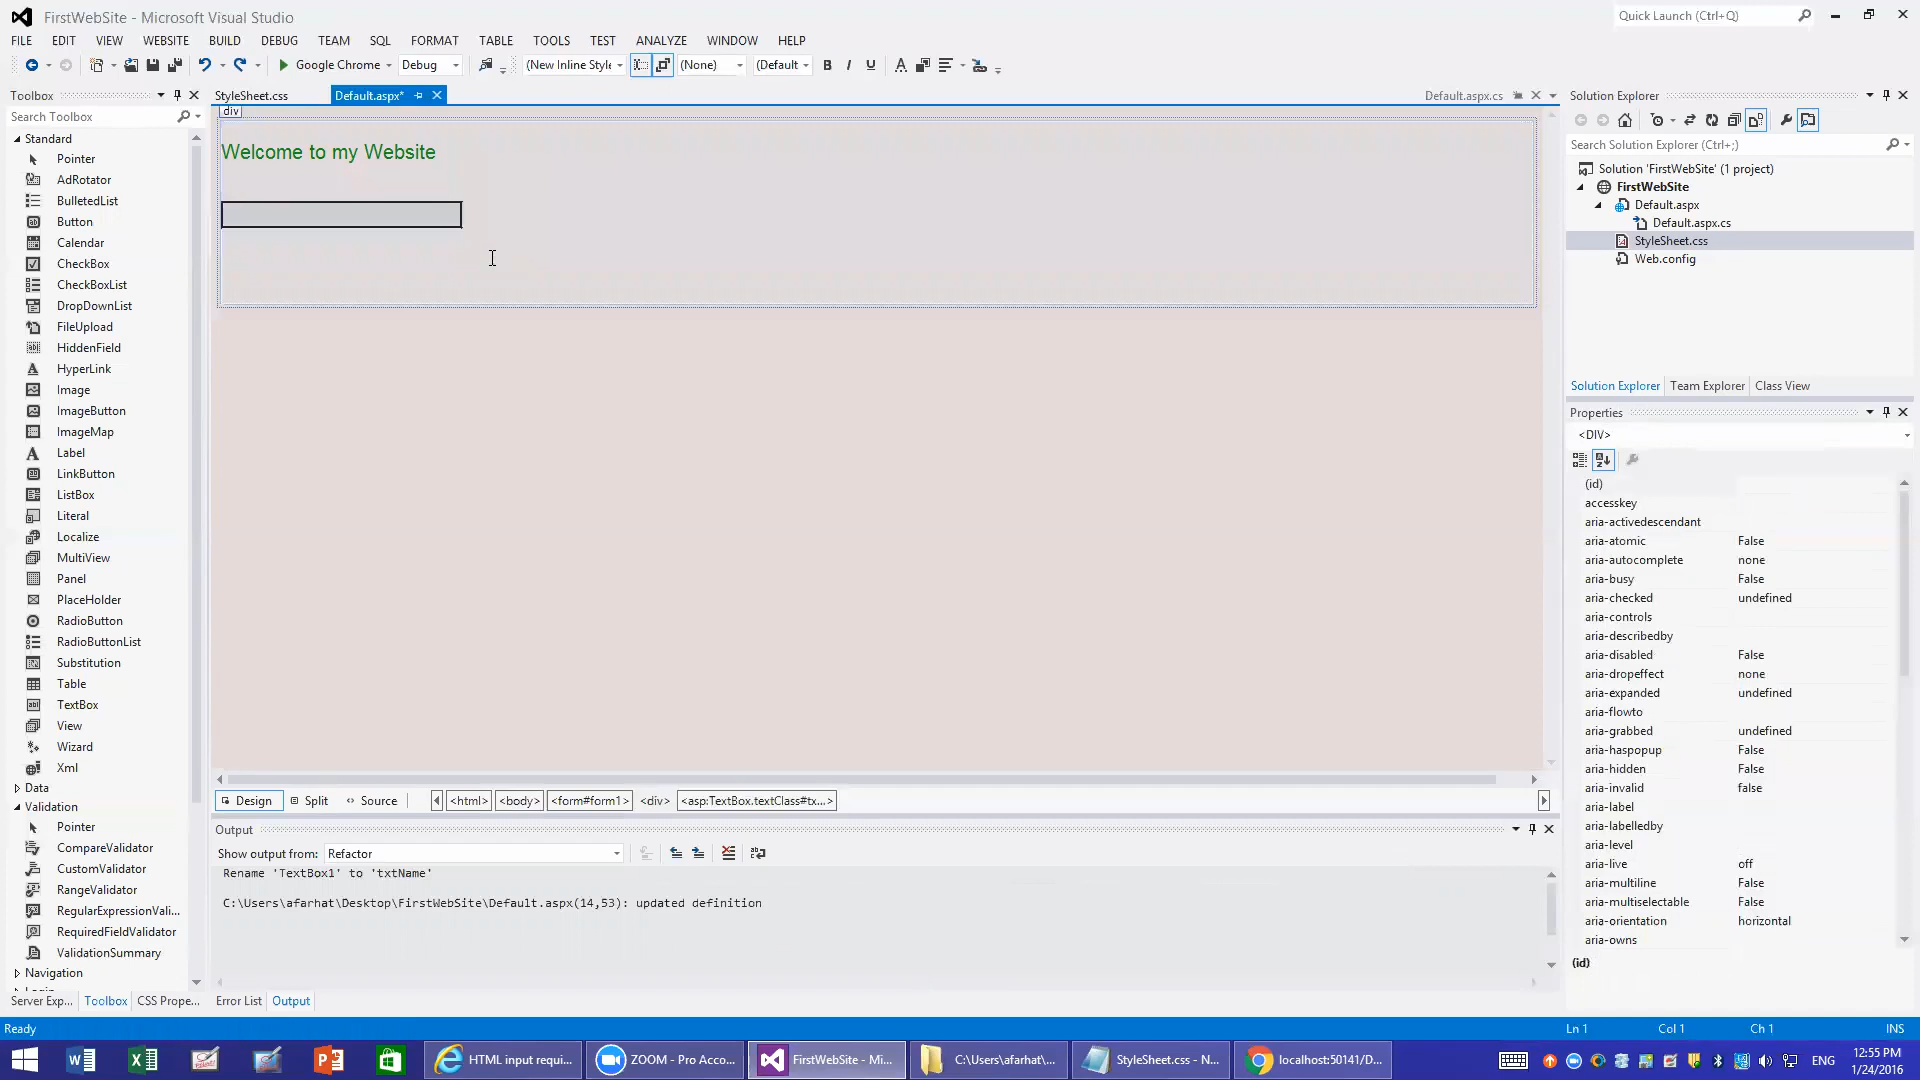 FirstWebSite - Microsoft Visual Studio
Quick Launch (Ctrl+Q)
FILE EDIT VIEW WEBSITE BUILD DEBUG TEAM SQL FORMAT TABLE TOOLS TEST ANALYZE WINDOW HELP
Google Chrome Debug (New Inline Style (None) (Default B I U A
Toolbox
Search Toolbox
Standard
Pointer
AdRotator
BulletedList
Button
Calendar
CheckBox
CheckBoxList
DropDownList
FileUpload
HiddenField
HyperLink
Image
ImageButton
ImageMap
Label
LinkButton
ListBox
Literal
Localize
MultiView
Panel
PlaceHolder
RadioButton
RadioButtonList
Substitution
Table
TextBox
View
Wizard
Xml
Data
Validation
Pointer
CompareValidator
CustomValidator
RangeValidator
RegularExpressionVali...
RequiredFieldValidator
ValidationSummary
Navigation
Server Exp... Toolbox CSS Prope...
StyleSheet.css Default.aspx* Default.aspx.cs
div
Welcome to my Website
Design Split Source <html> <body> <form#form1> <div> <asp:TextBox.textClass#tx...>
Output
Show output from: Refactor
Rename 'TextBox1' to 'txtName'
C:\Users\afarhat\Desktop\FirstWebSite\Default.aspx(14,53): updated definition
Error List Output
Solution Explorer
Search Solution Explorer (Ctrl+;)
Solution 'FirstWebSite' (1 project)
FirstWebSite
Default.aspx
Default.aspx.cs
StyleSheet.css
Web.config
Solution Explorer Team Explorer Class View
Properties
<DIV>
(id)
accesskey
aria-activedescendant
aria-atomic False
aria-autocomplete none
aria-busy False
aria-checked undefined
aria-controls
aria-describedby
aria-disabled False
aria-dropeffect none
aria-expanded undefined
aria-flowto
aria-grabbed undefined
aria-haspopup False
aria-hidden False
aria-invalid false
aria-label
aria-labelledby
aria-level
aria-live off
aria-multiline False
aria-multiselectable False
aria-orientation horizontal
aria-owns
(id)
Ready Ln 1 Col 1 Ch 1 INS
HTML input requi... ZOOM - Pro Acco... FirstWebSite - Mi... C:\Users\afarhat\... StyleSheet.css - N... localhost:50141/D... ENG 12:55 PM
1/24/2016